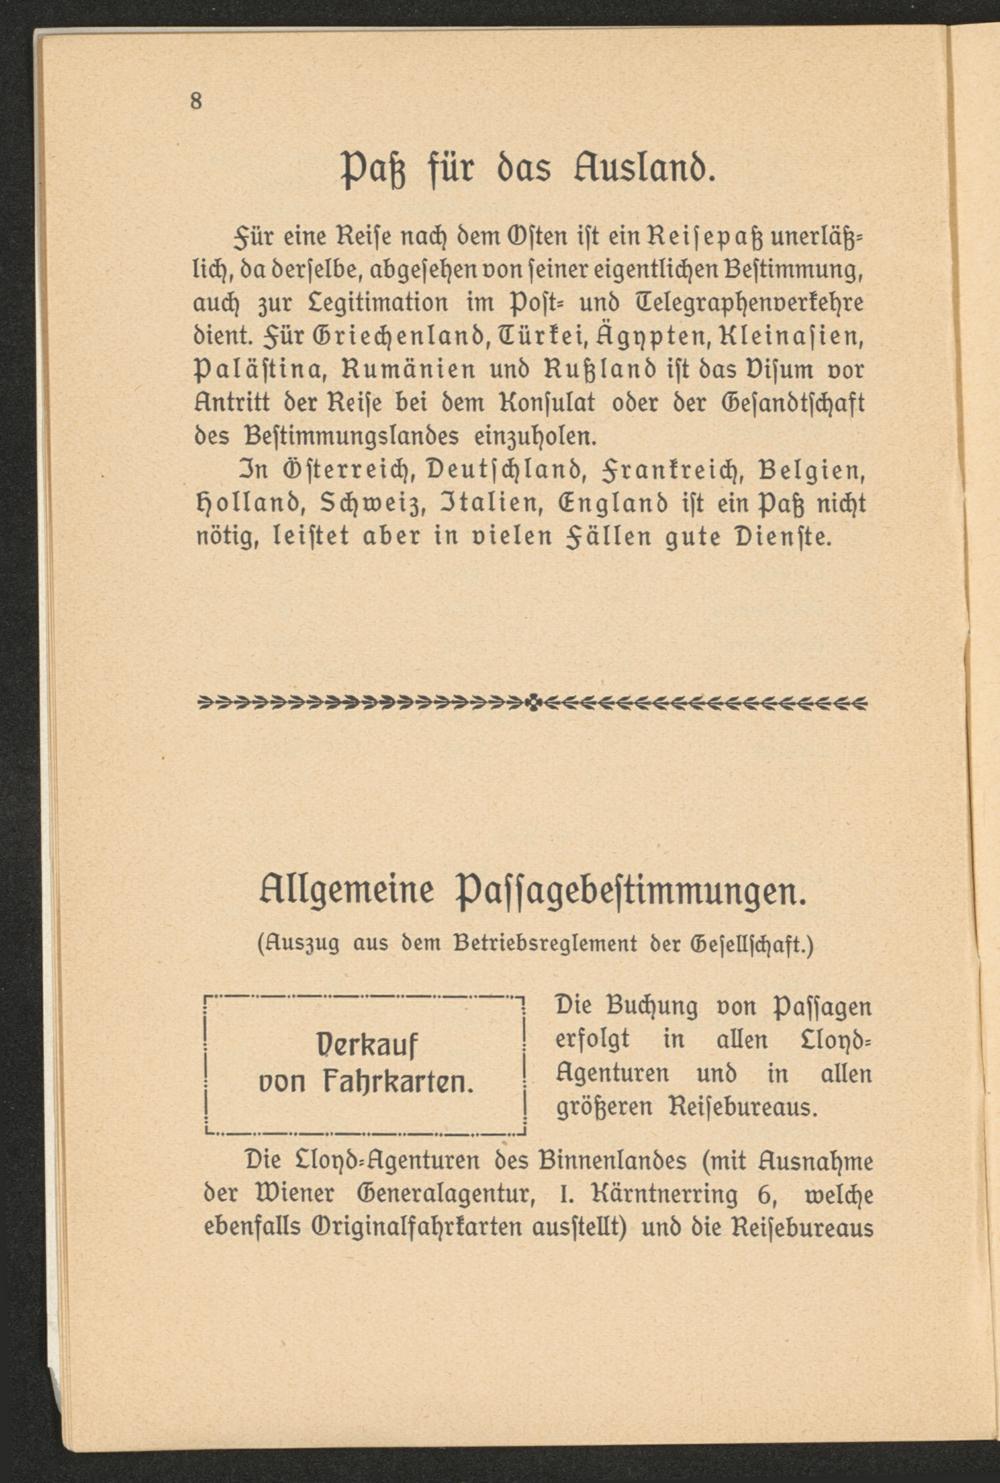 8
Paß für das Ausland.
Für eine Reise nach dem Osten ist ein Reisepaß unerläß-
lich, da derselbe, abgesehen von seiner eigentlichen Bestimmung,
auch zur Legitimation im Post- und Telegraphenverkehre
dient. Für Griechenland, Türkei, Ägypten, Kleinasien,
Palästina, Rumänien und Rußland ist das Visum vor
Antritt der Reise bei dem Konsulat oder der Gesandtschaft
des Bestimmungslandes einzuholen.
In Österreich, Deutschland, Frankreich, Belgien,
Holland, Schweiz, Italien, England ist ein Paß nicht
nötig, leistet aber in vielen Fällen gute Dienste.
Allgemeine Passagebestimmungen.
(Auszug aus dem Betriebsreglement der Gesellschaft.)
Verkauf
von Fahrkarten.
Die Buchung von Passagen
erfolgt in allen Lloyd-
Agenturen und in allen
größeren Reisebureaus.
Die Lloyd-Agenturen des Binnenlandes (mit Ausnahme
der Wiener Generalagentur, I. Kärntnerring 6, welche
ebenfalls Originalfahrkarten ausstellt) und die Reisebureaus